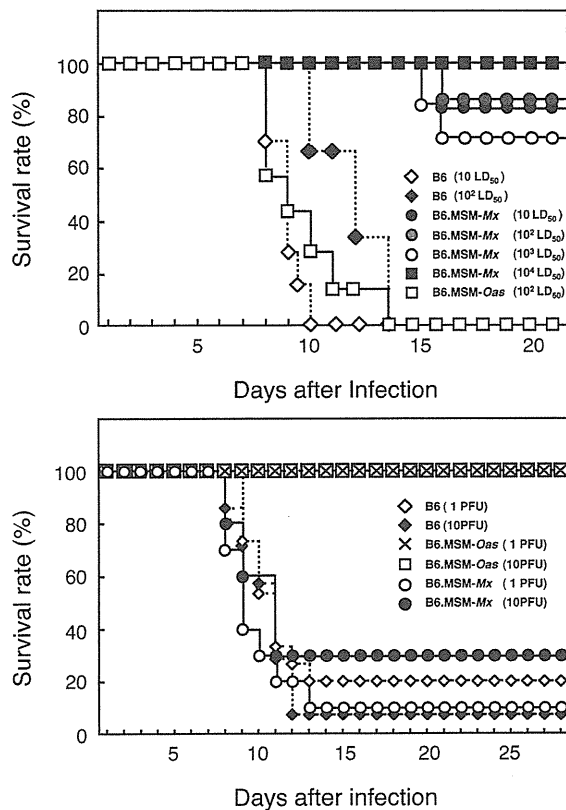 Survival rate (%)
100
80
60
40
20
0
5
10
15
20
B6 (10 LD50)
B6 (10² LD50)
B6.MSM-Mx (10 LD50)
B6.MSM-Mx (10² LD50)
B6.MSM-Mx (10³ LD50)
B6.MSM-Mx (10⁴ LD50)
B6.MSM-Oas (10² LD50)
Days after Infection
Survival rate (%)
100
80
60
40
20
0
5
10
15
20
25
B6 ( 1 PFU)
B6 (10PFU)
B6.MSM-Oas ( 1 PFU)
B6.MSM-Oas (10PFU)
B6.MSM-Mx ( 1 PFU)
B6.MSM-Mx (10PFU)
Days after infection